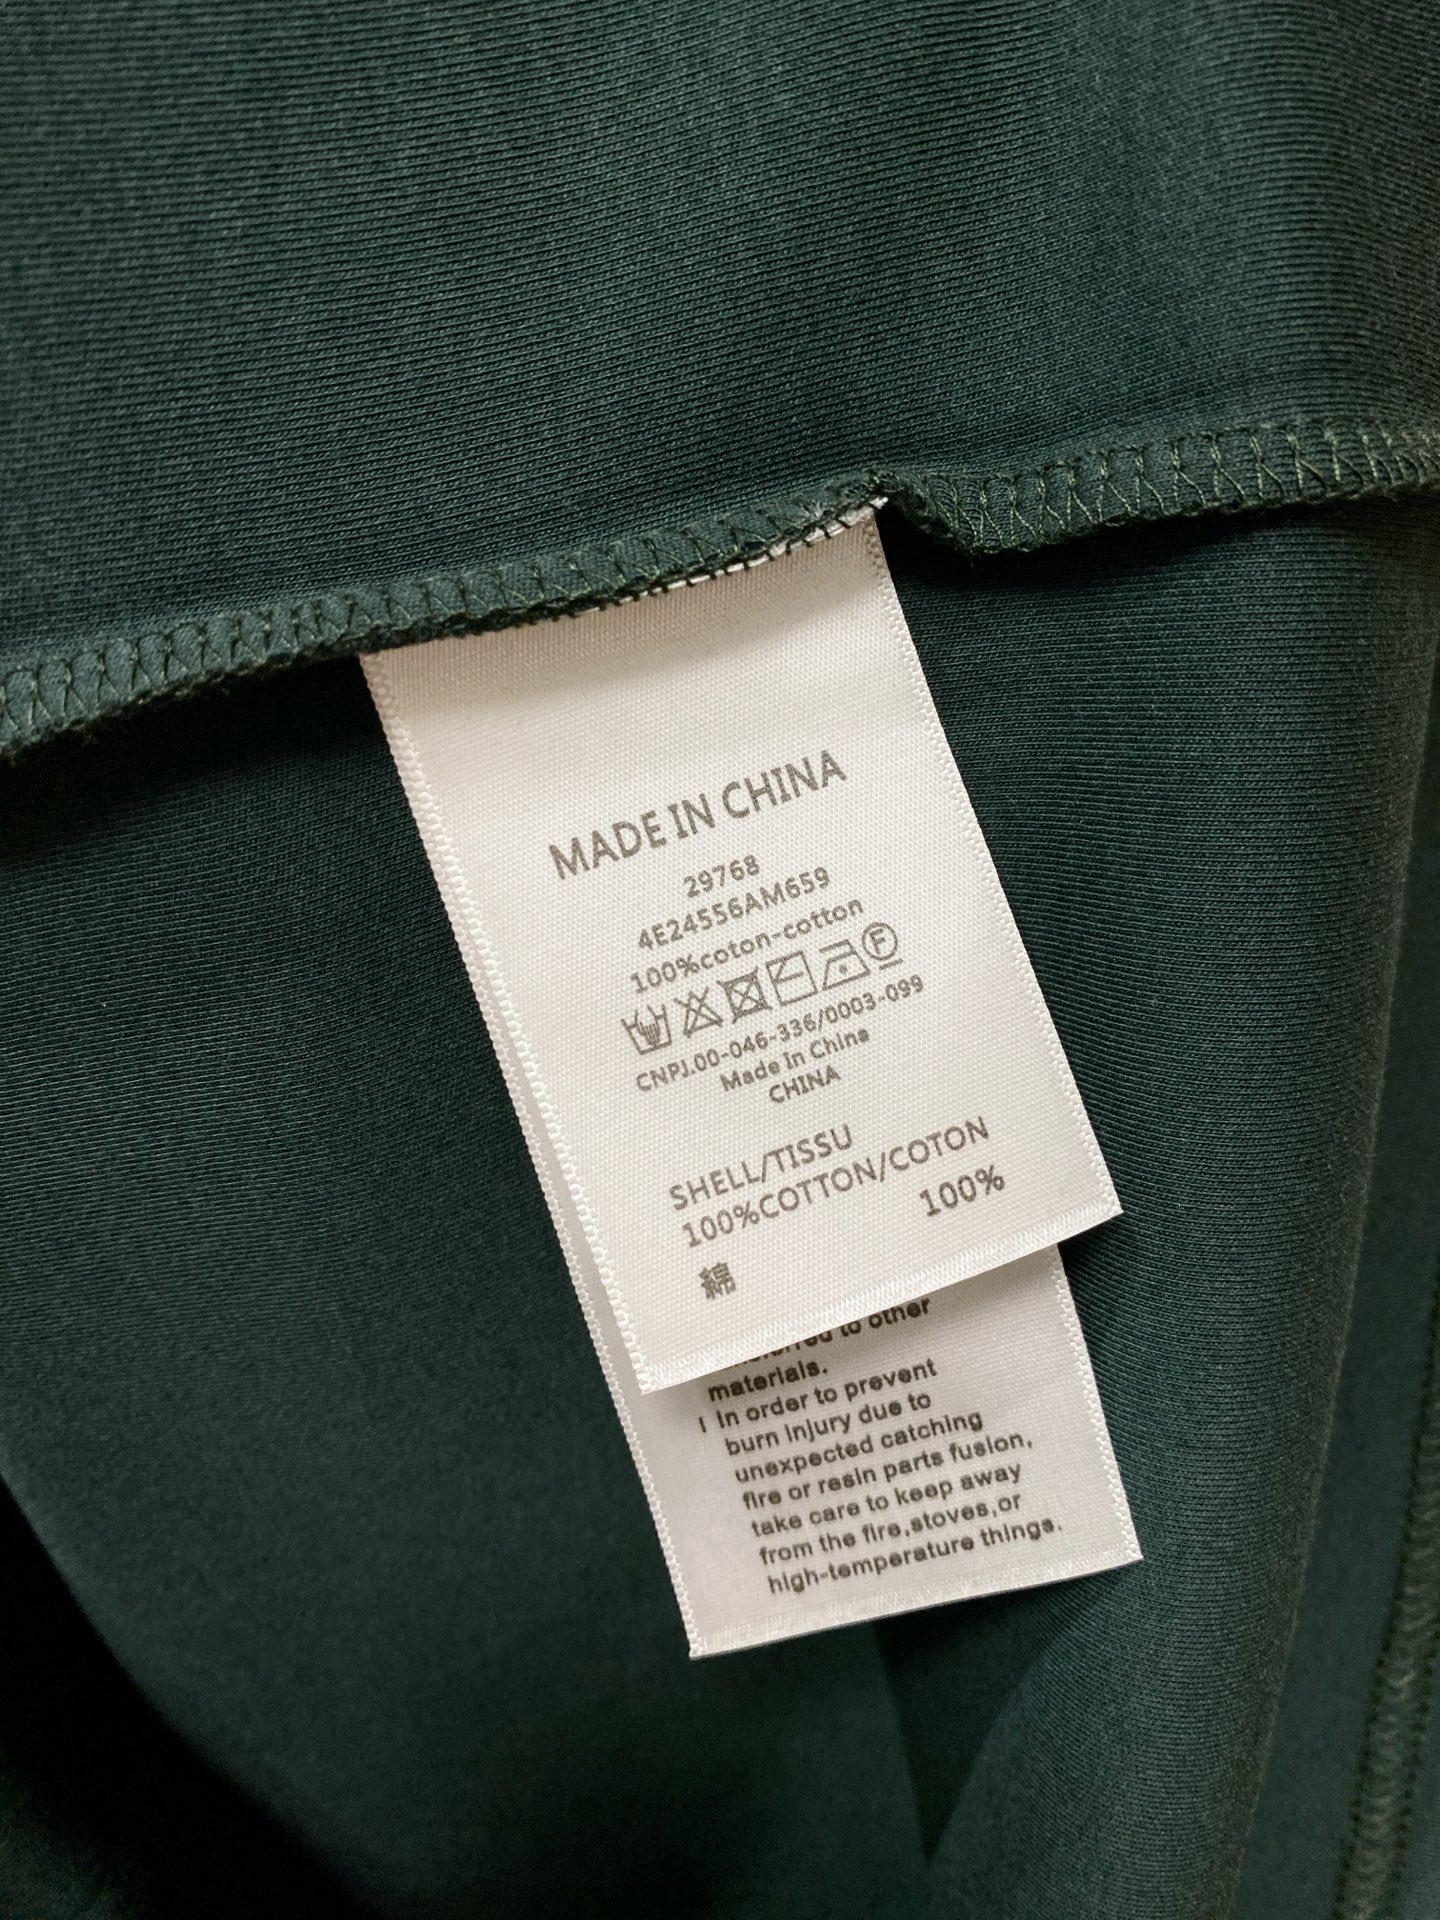 MADE IN CHINA
29768
4E24556AM659
100%coton-cotton
F
CNPJ.00-046-336/0003-099
Made In China
CHINA
SHELL/TISSU
100%COTTON/COTON
100%
綿
to other
materials.
I In order to prevent
burn injury due to
unexpected catching
fire or resin parts fusion,
take care to keep away
from the fire,stoves,or
high-temperature things.